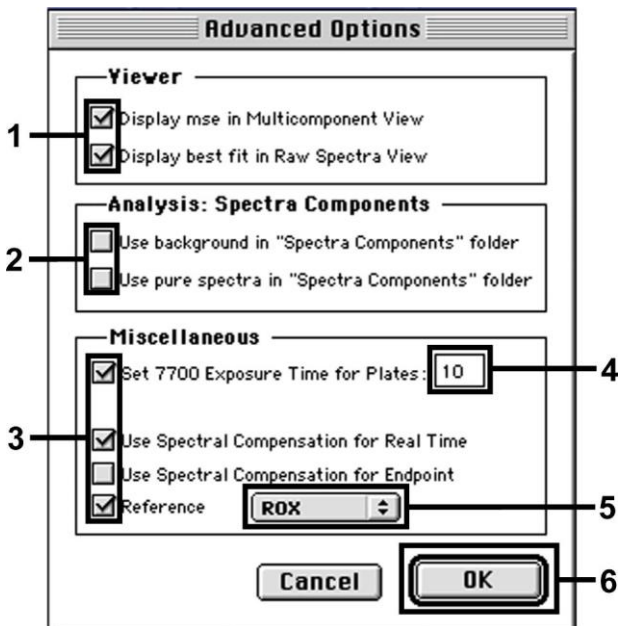 Advanced Options
Viewer
1
Display mse in Multicomponent View
Display best fit in Raw Spectra View
Analysis: Spectra Components
2
Use background in "Spectra Components" folder
Use pure spectra in "Spectra Components" folder
Miscellaneous
Set 7700 Exposure Time for Plates: 10 4
3 Use Spectral Compensation for Real Time
Use Spectral Compensation for Endpoint
Reference ROX 5
Cancel OK 6